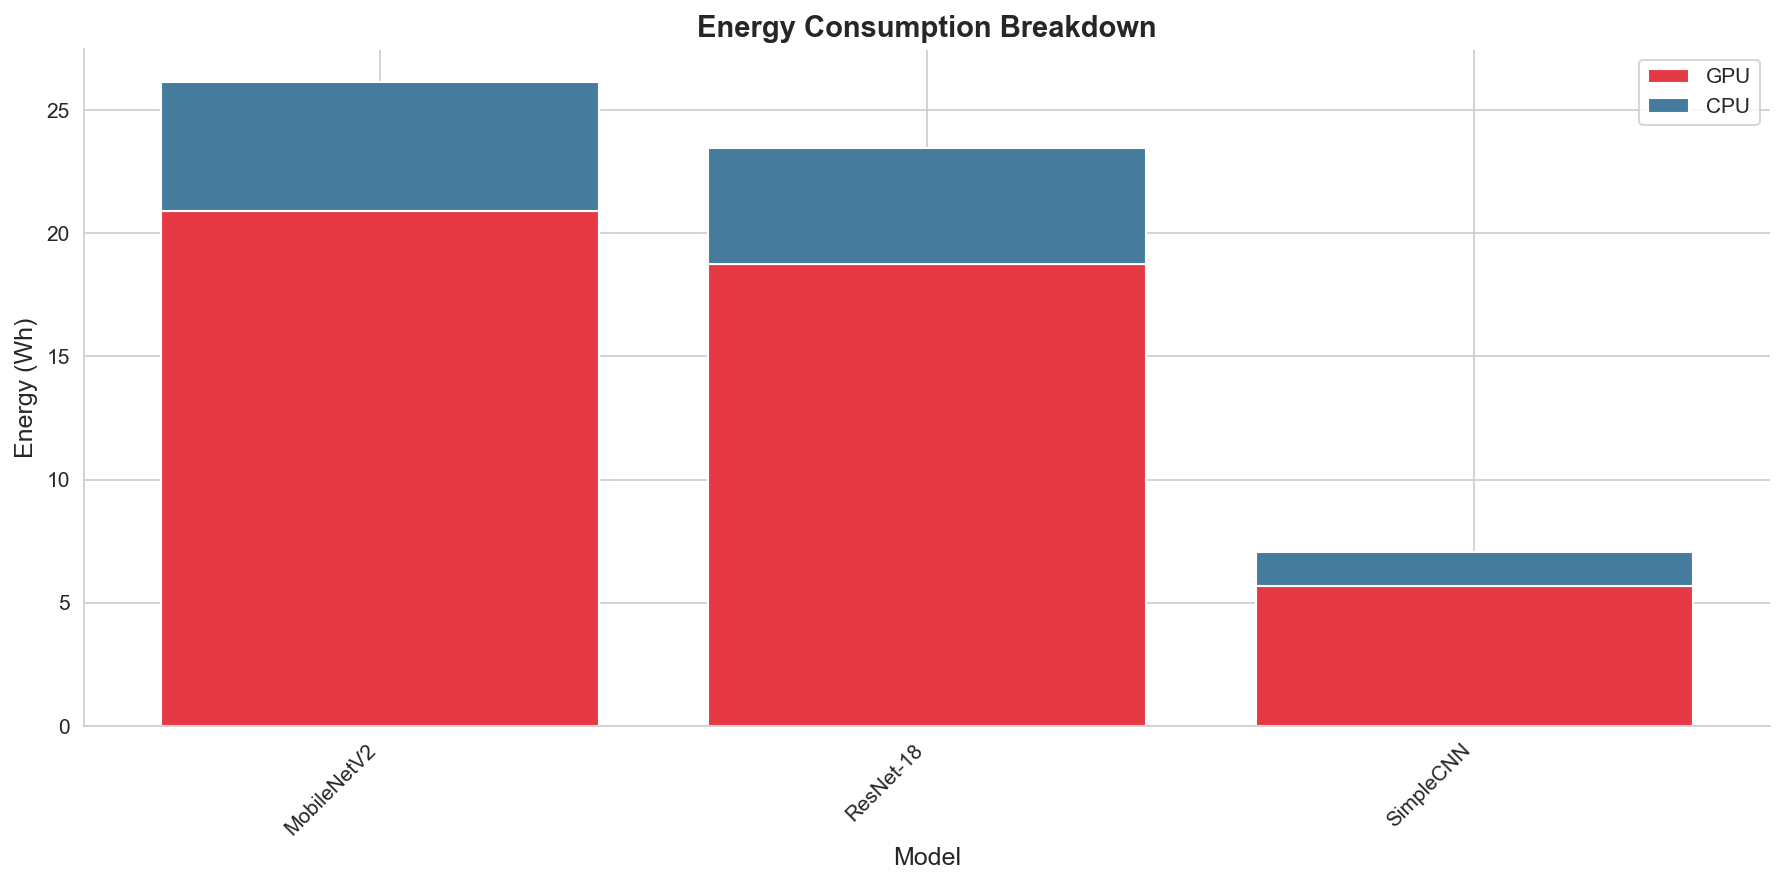 Energy Consumption Breakdown
GPU
CPU
Energy (Wh)
25
20
15
10
5
0
MobileNetV2
ResNet-18
SimpleCNN
Model